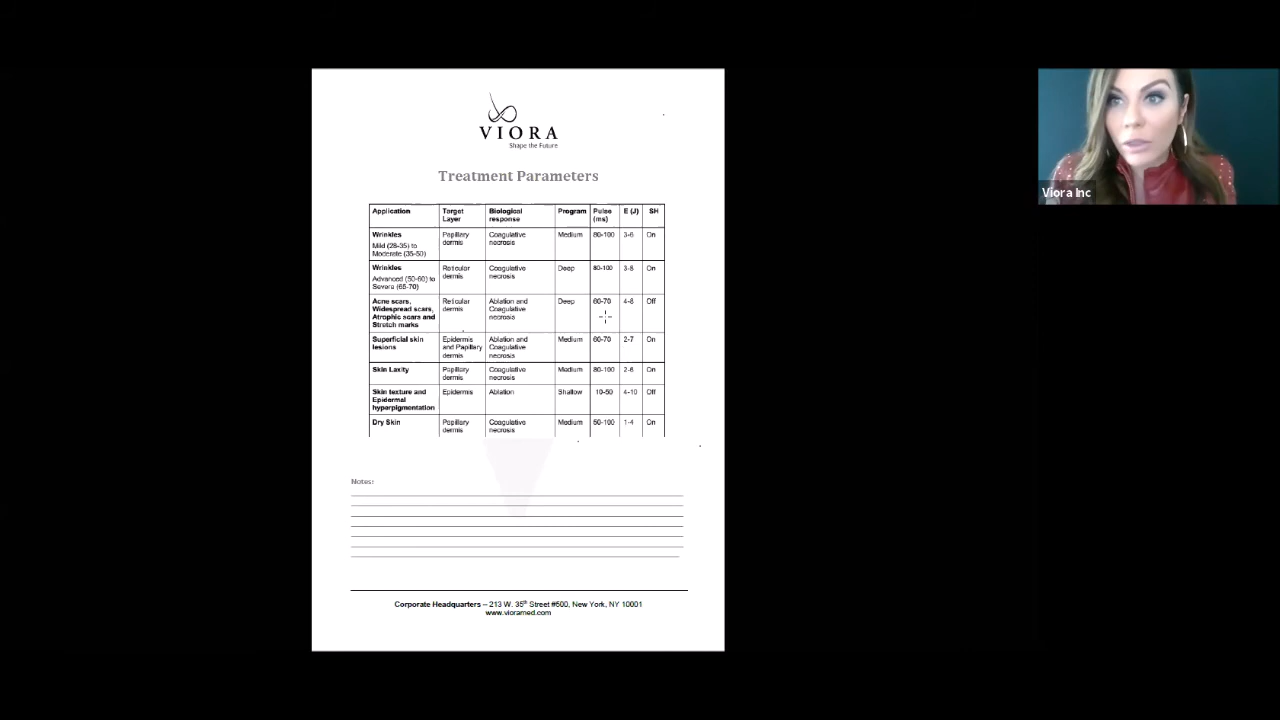 VIORA
Shape the Future
Treatment Parameters
Application Target Layer Biological response Program Pulse (ms) E (J) SH
Wrinkles Mild (28-35) to Moderate (35-50) Papillary dermis Coagulative necrosis Medium 80-100 3-6 On
Wrinkles Advanced (50-60) to Severe (65-70) Reticular dermis Coagulative necrosis Deep 80-100 3-8 On
Acne scars, Widespread scars, Atrophic scars and Stretch marks Reticular dermis Ablation and Coagulative necrosis Deep 60-70 4-8 Off
Superficial skin lesions Epidermis and Papillary dermis Ablation and Coagulative necrosis Medium 60-70 2-7 On
Skin Laxity Papillary dermis Coagulative necrosis Medium 80-100 2-6 On
Skin texture and Epidermal hyperpigmentation Epidermis Ablation Shallow 10-50 4-10 Off
Dry Skin Papillary dermis Coagulative necrosis Medium 50-100 1-4 On
Notes:
Corporate Headquarters – 213 W. 35th Street #500, New York, NY 10001
www.vioramed.com
Viora Inc